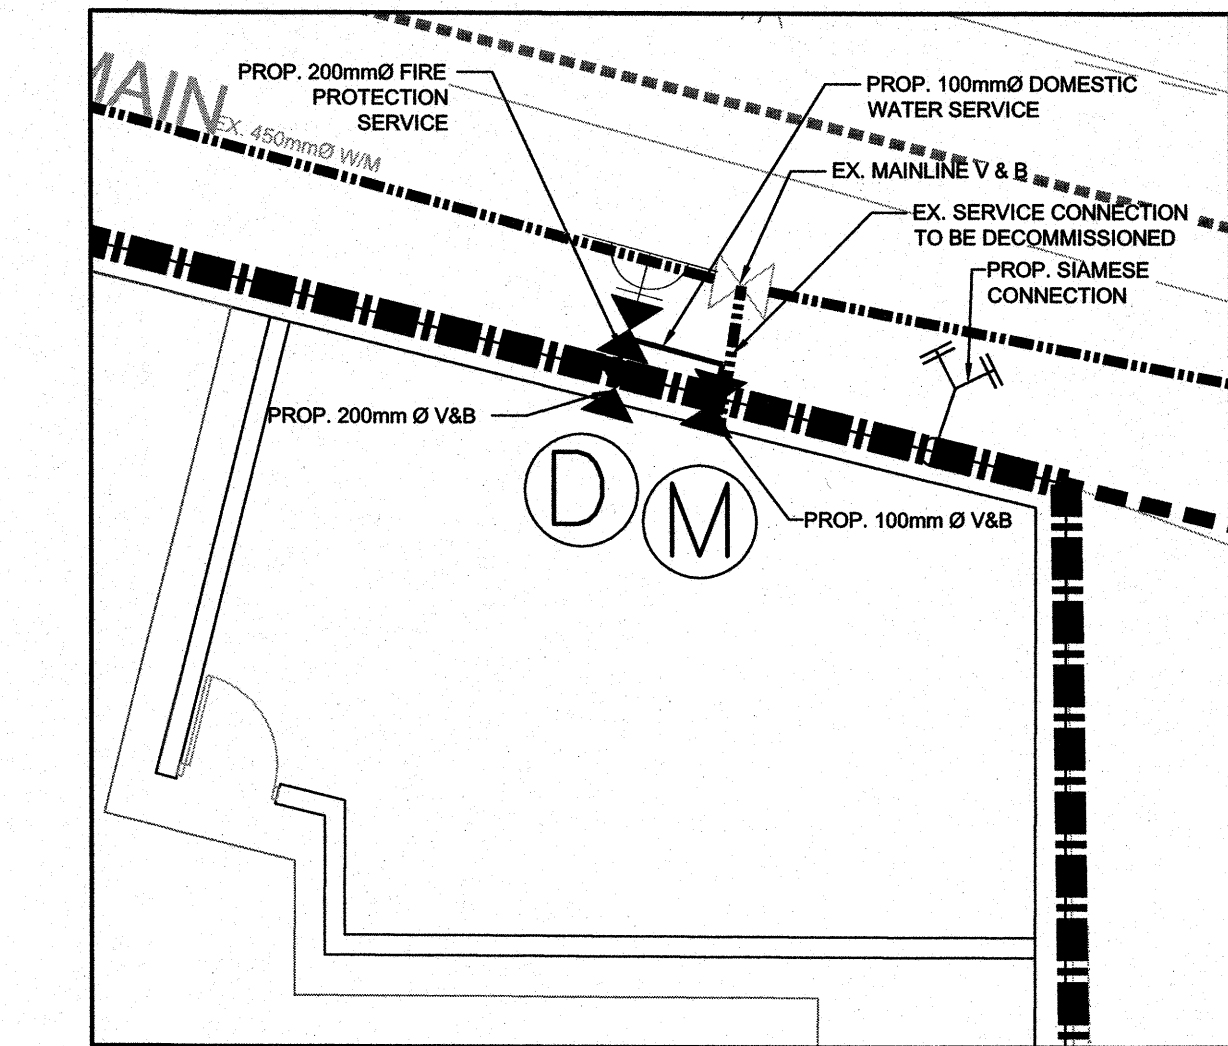 MAIN
EX. 450mmØ W/M
PROP. 200mmØ FIRE
PROTECTION
SERVICE
PROP. 100mmØ DOMESTIC
WATER SERVICE
EX. MAINLINE V & B
EX. SERVICE CONNECTION
TO BE DECOMMISSIONED
PROP. SIAMESE
CONNECTION
PROP. 200mm Ø V&B
D
M
PROP. 100mm Ø V&B